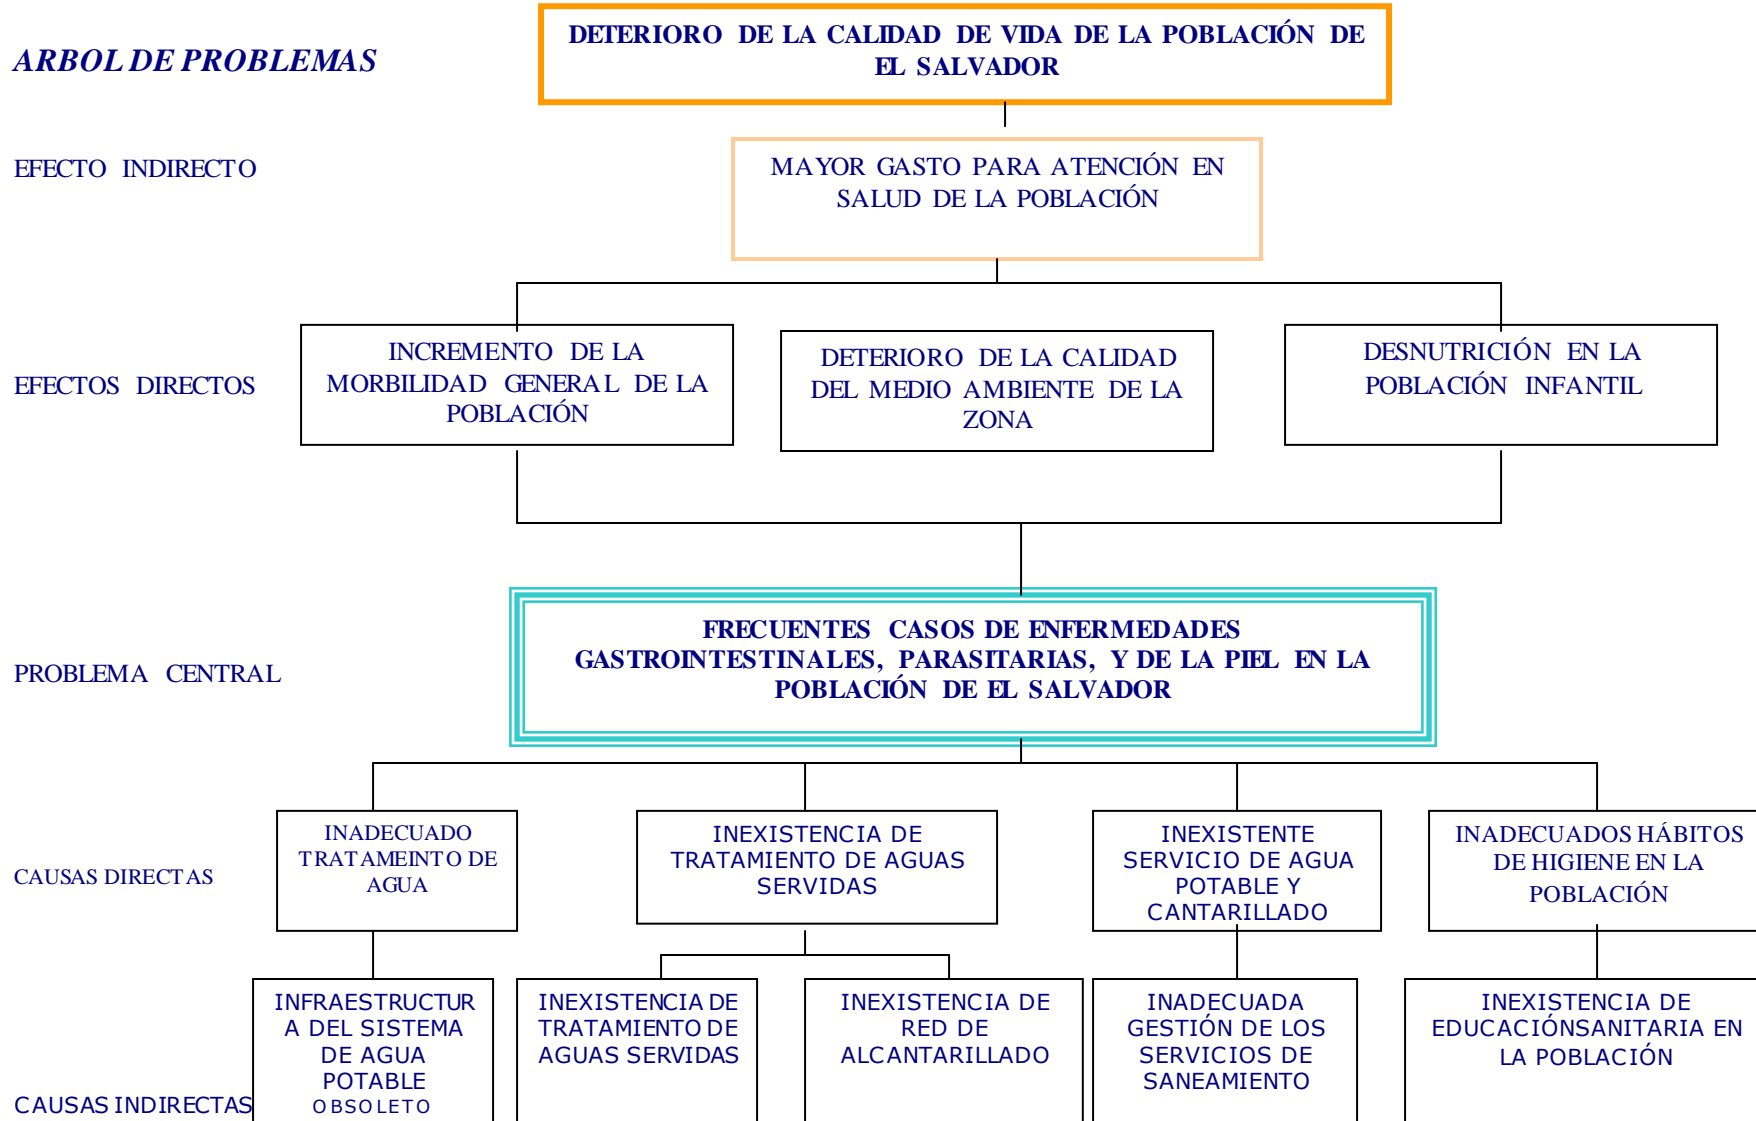 ARBOL DE PROBLEMAS
DETERIORO DE LA CALIDAD DE VIDA DE LA POBLACIÓN DE
EL SALVADOR
EFECTO INDIRECTO
MAYOR GASTO PARA ATENCIÓN EN
SALUD DE LA POBLACIÓN
EFECTOS DIRECTOS
INCREMENTO DE LA
MORBILIDAD GENERAL DE LA
POBLACIÓN
DETERIORO DE LA CALIDAD
DEL MEDIO AMBIENTE DE LA
ZONA
DESNUTRICIÓN EN LA
POBLACIÓN INFANTIL
PROBLEMA CENTRAL
FRECUENTES CASOS DE ENFERMEDADES
GASTROINTESTINALES, PARASITARIAS, Y DE LA PIEL EN LA
POBLACIÓN DE EL SALVADOR
CAUSAS DIRECTAS
INADECUADO
TRATAMEINTO DE
AGUA
INEXISTENCIA DE
TRATAMIENTO DE AGUAS
SERVIDAS
INEXISTENTE
SERVICIO DE AGUA
POTABLE Y
CANTARILLADO
INADECUADOS HÁBITOS
DE HIGIENE EN LA
POBLACIÓN
CAUSAS INDIRECTAS
INFRAESTRUCTUR
A DEL SISTEMA
DE AGUA
POTABLE
OBSOLETO
INEXISTENCIA DE
TRATAMIENTO DE
AGUAS SERVIDAS
INEXISTENCIA DE
RED DE
ALCANTARILLADO
INADECUADA
GESTIÓN DE LOS
SERVICIOS DE
SANEAMIENTO
INEXISTENCIA DE
EDUCACIÓNSANITARIA EN
LA POBLACIÓN